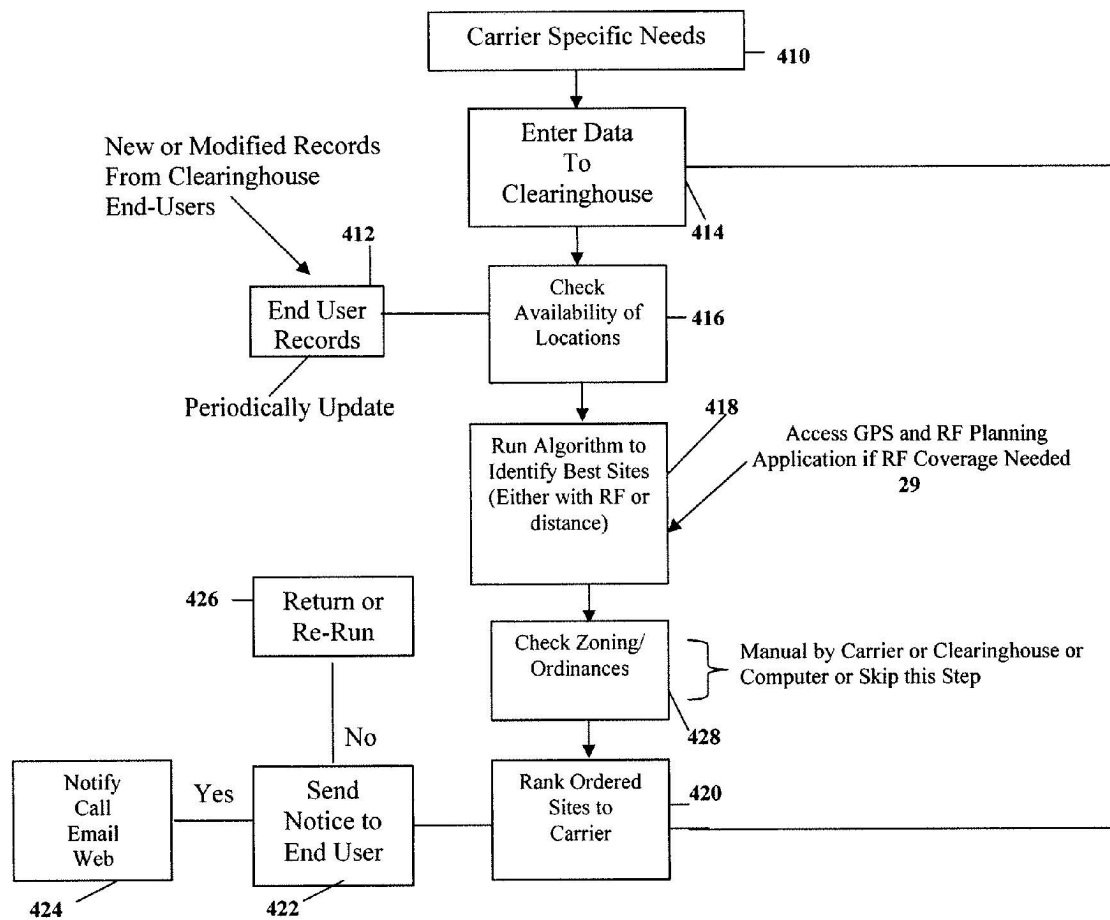 Carrier Specific Needs
410
Enter Data
To
Clearinghouse
414
New or Modified Records
From Clearinghouse
End-Users
412
End User
Records
Periodically Update
Check
Availability of
Locations
416
418
Run Algorithm to
Identify Best Sites
(Either with RF or
distance)
Access GPS and RF Planning
Application if RF Coverage Needed
29
426
Return or
Re-Run
Check Zoning/
Ordinances
Manual by Carrier or Clearinghouse or
Computer or Skip this Step
428
No
Notify
Call
Email
Web
Yes
Send
Notice to
End User
Rank Ordered
Sites to
Carrier
420
424
422